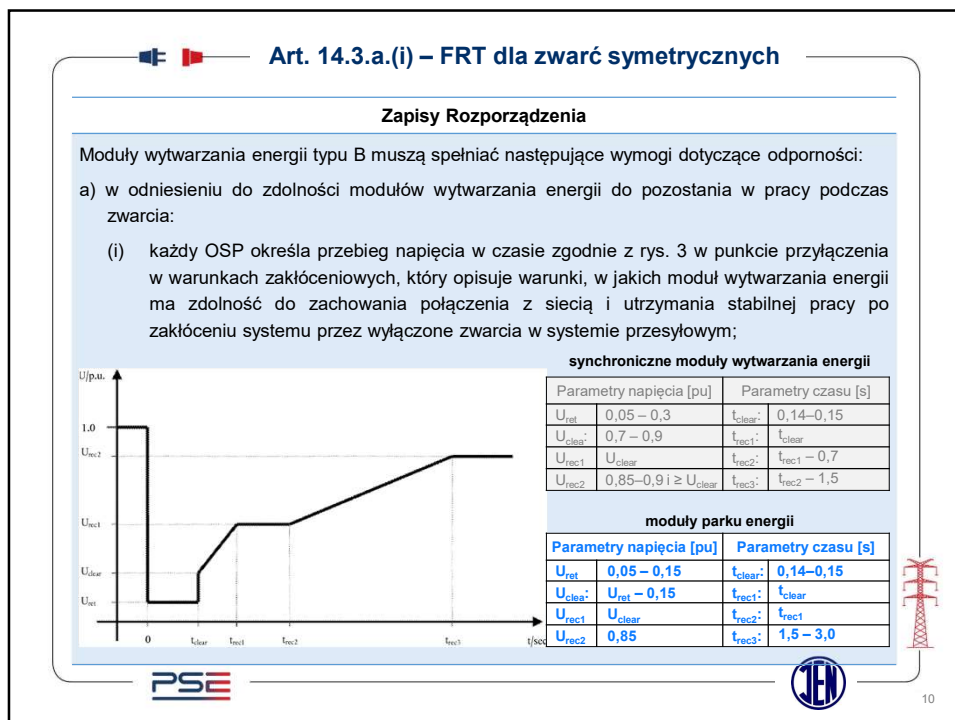 Art. 14.3.a.(i) – FRT dla zwarć symetrycznych
Zapisy Rozporządzenia
Moduły wytwarzania energii typu B muszą spełniać następujące wymogi dotyczące odporności:
a) w odniesieniu do zdolności modułów wytwarzania energii do pozostania w pracy podczas
zwarcia:
(i) każdy OSP określa przebieg napięcia w czasie zgodnie z rys. 3 w punkcie przyłączenia
w warunkach zakłóceniowych, który opisuje warunki, w jakich moduł wytwarzania energii
ma zdolność do zachowania połączenia z siecią i utrzymania stabilnej pracy po
zakłóceniu systemu przez wyłączone zwarcia w systemie przesyłowym;
U/p.u.
1.0
Urec2
Urec1
Uclear
Uret
0 tclear trec1 trec2 trec3 t/sec
synchroniczne moduły wytwarzania energii
Parametry napięcia [pu] Parametry czasu [s]
Uret 0,05 – 0,3 tclear: 0,14–0,15
Uclea: 0,7 – 0,9 trec1: tclear
Urec1 Uclear trec2: trec1 – 0,7
Urec2 0,85–0,9 i ≥ Uclear trec3: trec2 – 1,5
moduły parku energii
Parametry napięcia [pu] Parametry czasu [s]
Uret 0,05 – 0,15 tclear: 0,14–0,15
Uclea: Uret – 0,15 trec1: tclear
Urec1 Uclear trec2: trec1
Urec2 0,85 trec3: 1,5 – 3,0
PSE
JEN
10